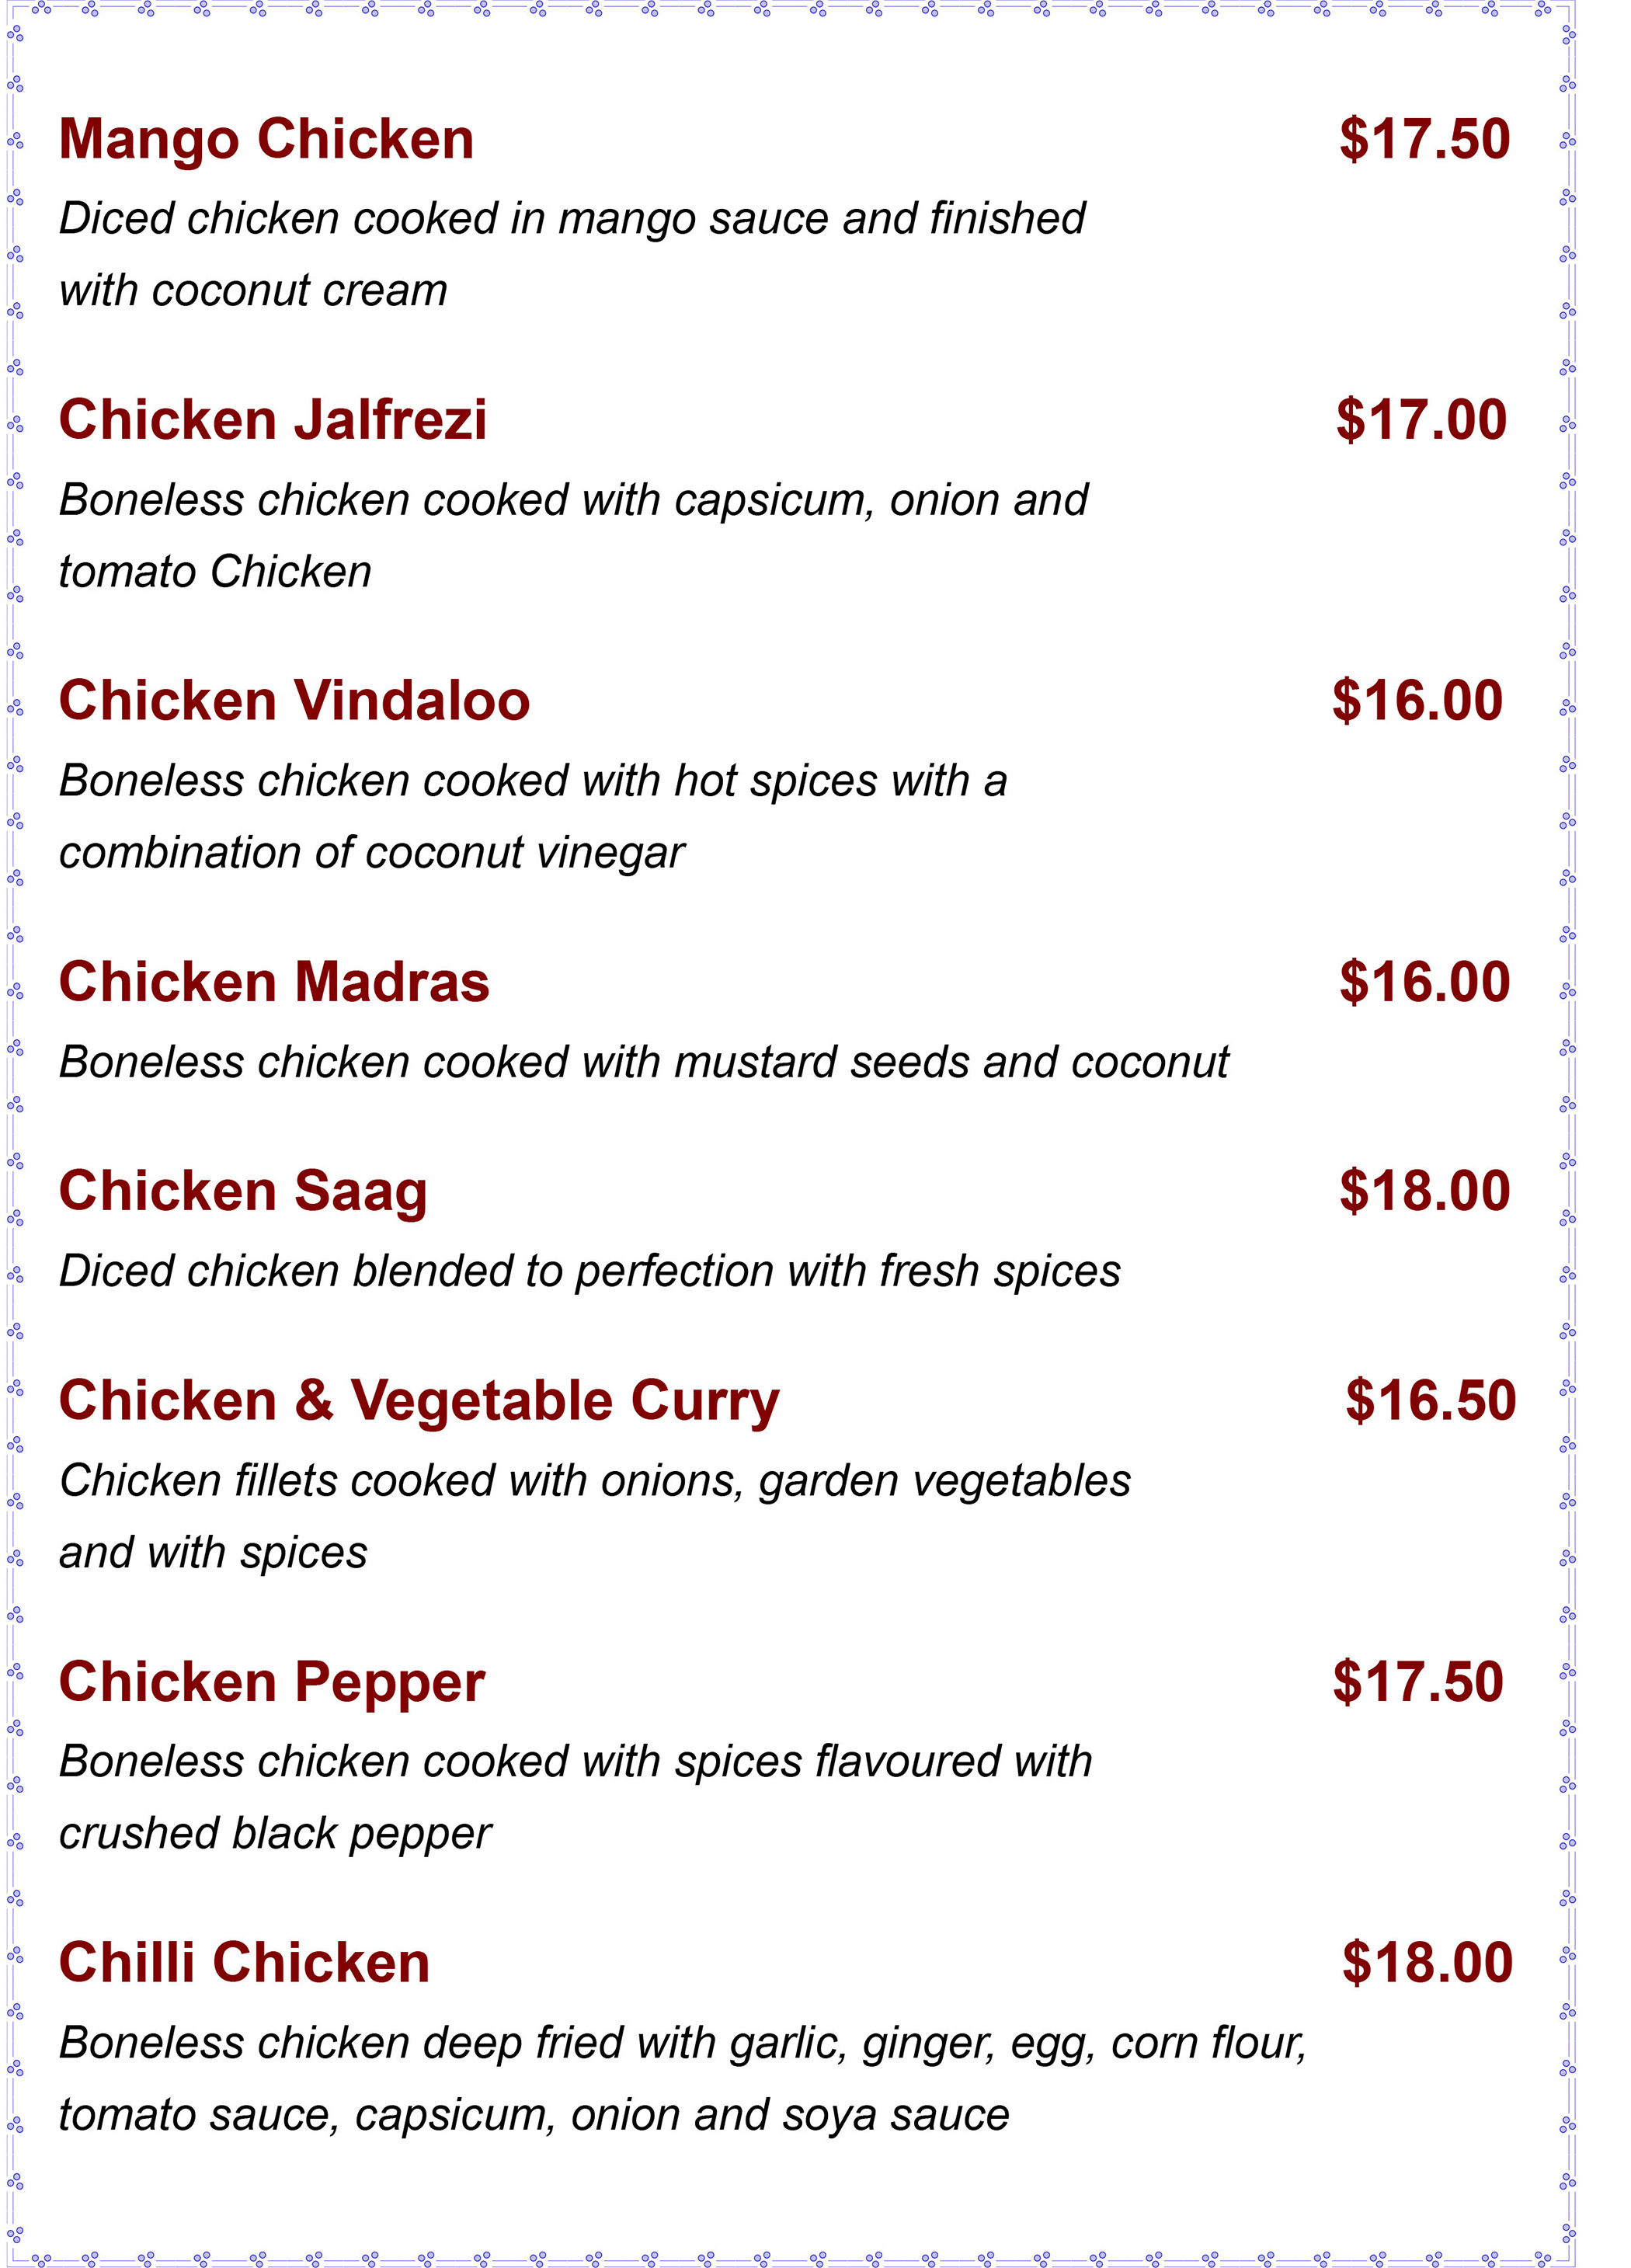 Mango Chicken $17.50
Diced chicken cooked in mango sauce and finished
with coconut cream
Chicken Jalfrezi $17.00
Boneless chicken cooked with capsicum, onion and
tomato Chicken
Chicken Vindaloo $16.00
Boneless chicken cooked with hot spices with a
combination of coconut vinegar
Chicken Madras $16.00
Boneless chicken cooked with mustard seeds and coconut
Chicken Saag $18.00
Diced chicken blended to perfection with fresh spices
Chicken & Vegetable Curry $16.50
Chicken fillets cooked with onions, garden vegetables
and with spices
Chicken Pepper $17.50
Boneless chicken cooked with spices flavoured with
crushed black pepper
Chilli Chicken $18.00
Boneless chicken deep fried with garlic, ginger, egg, corn flour,
tomato sauce, capsicum, onion and soya sauce